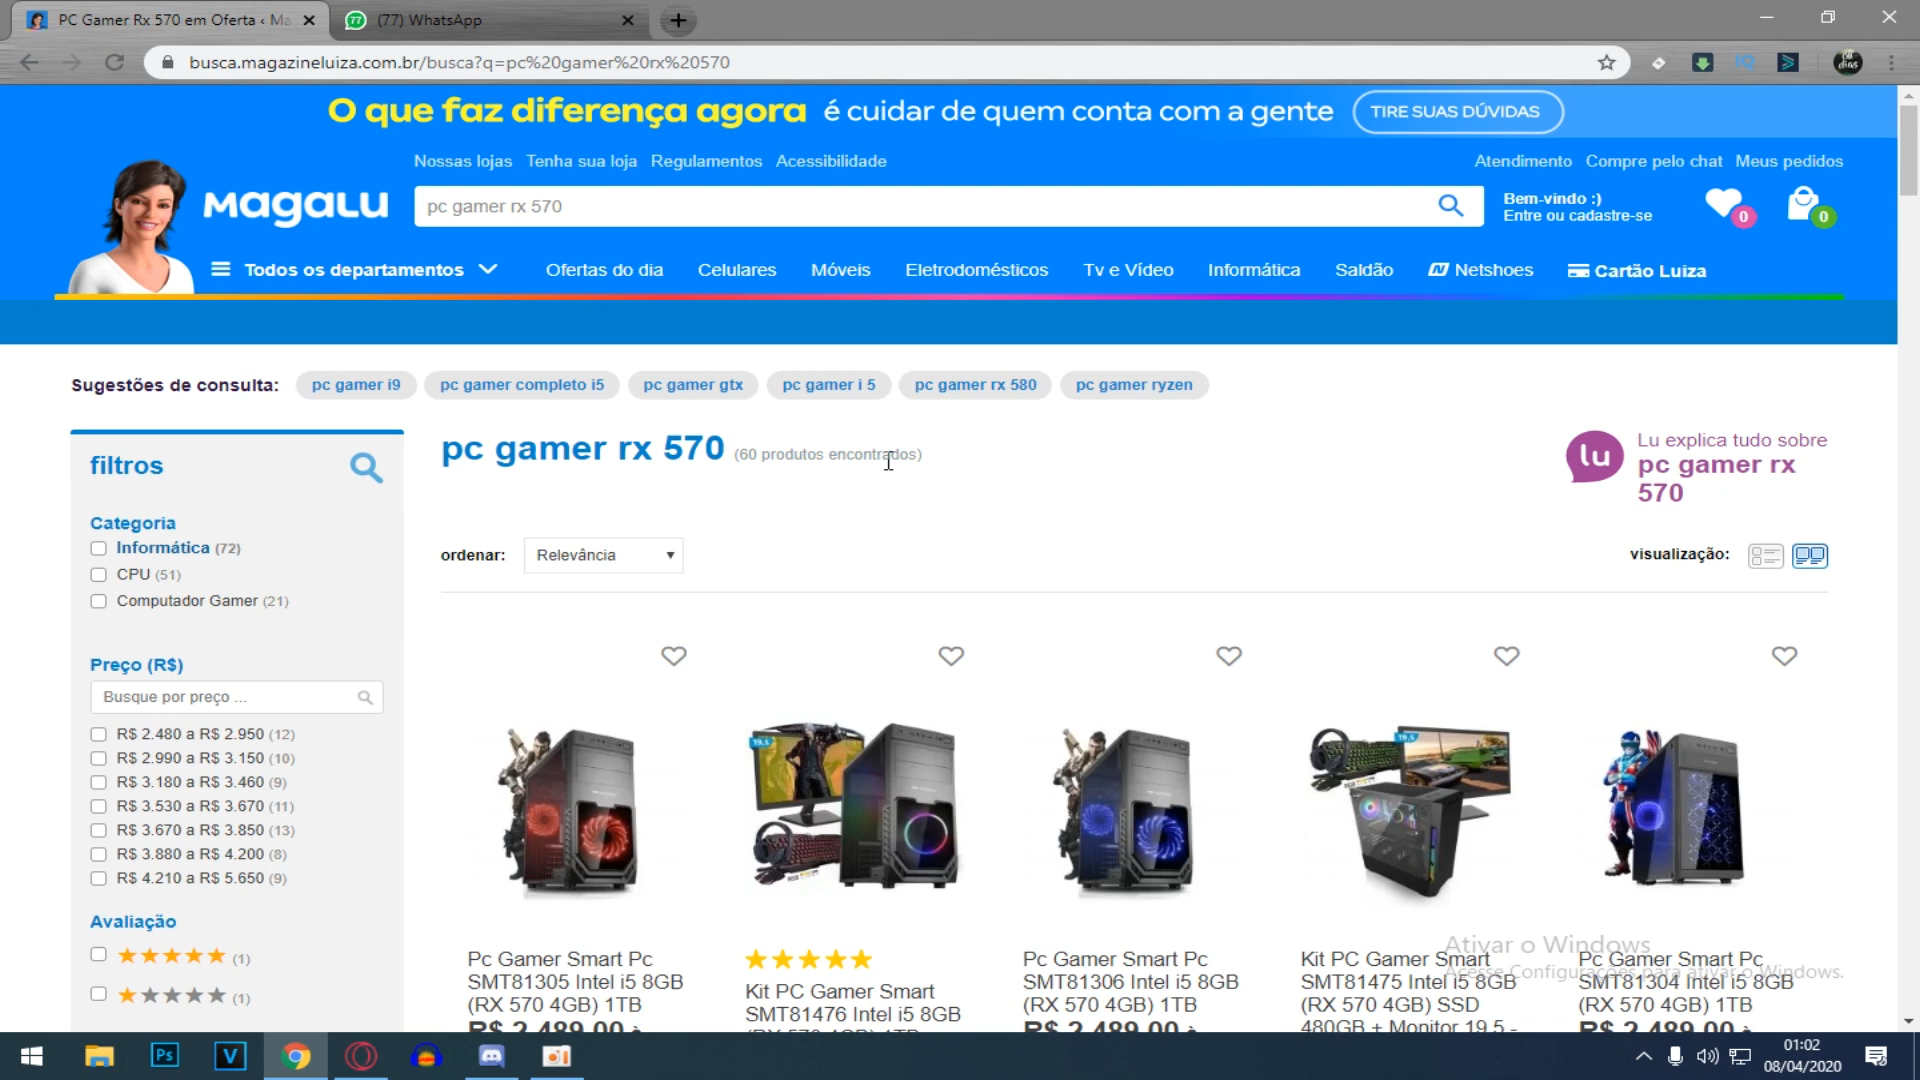 PC Gamer Rx 570 em Oferta ‹ Ma
77
(77) WhatsApp
busca.magazineluiza.com.br/busca?q=pc%20gamer%20rx%20570
dias
O que faz diferença agora é cuidar de quem conta com a gente
TIRE SUAS DÚVIDAS
Nossas lojas Tenha sua loja Regulamentos Acessibilidade
Atendimento Compre pelo chat Meus pedidos
MAGALU
pc gamer rx 570
Bem-vindo :)
Entre ou cadastre-se
0
0
Todos os departamentos
Ofertas do dia Celulares Móveis Eletrodomésticos Tv e Vídeo Informática Saldão Netshoes Cartão Luiza
Sugestões de consulta: pc gamer i9 pc gamer completo i5 pc gamer gtx pc gamer i 5 pc gamer rx 580 pc gamer ryzen
filtros
pc gamer rx 570 (60 produtos encontrados)
lu
Lu explica tudo sobre
pc gamer rx
570
Categoria
Informática (72)
CPU (51)
Computador Gamer (21)
ordenar: Relevância
visualização:
Preço (R$)
Busque por preço ...
R$ 2.480 a R$ 2.950 (12)
R$ 2.990 a R$ 3.150 (10)
R$ 3.180 a R$ 3.460 (9)
R$ 3.530 a R$ 3.670 (11)
R$ 3.670 a R$ 3.850 (13)
R$ 3.880 a R$ 4.200 (8)
R$ 4.210 a R$ 5.650 (9)
Avaliação
(1)
(1)
19,5
19,5
Pc Gamer Smart Pc
SMT81305 Intel i5 8GB
(RX 570 4GB) 1TB
R$ 2.489,00 à
Kit PC Gamer Smart
SMT81476 Intel i5 8GB
(RX 570 4GB) 1TB
Pc Gamer Smart Pc
SMT81306 Intel i5 8GB
(RX 570 4GB) 1TB
R$ 2.489,00 à
Kit PC Gamer Smart
SMT81475 Intel i5 8GB
(RX 570 4GB) SSD
480GB + Monitor 19,5 -
Pc Gamer Smart Pc
SMT81304 Intel i5 8GB
(RX 570 4GB) 1TB
R$ 2.489,00 à
Ativar o Windows
Acesse Configurações para ativar o Windows.
Ps
V
01:02
08/04/2020